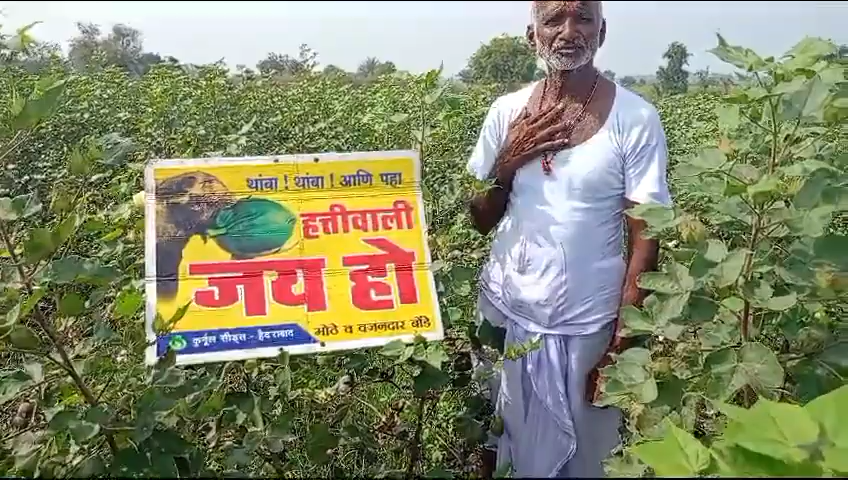 थांबा ! थांबा ! आणि पहा
हत्तीवाली
जय हो
कुर्नूल सीड्स - हैदराबाद
मोठे व वजनदार बोंडे